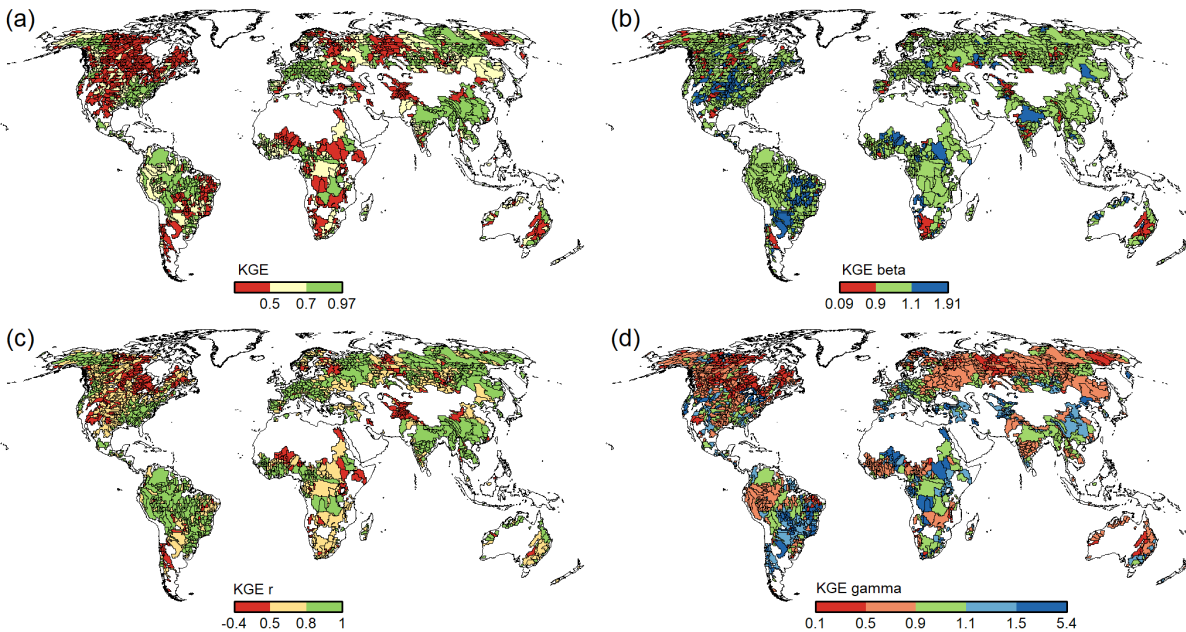 (a)
(b)
KGE
0.5 0.7 0.97
KGE beta
0.09 0.9 1.1 1.91
(c)
(d)
KGE r
-0.4 0.5 0.8 1
KGE gamma
0.1 0.5 0.9 1.1 1.5 5.4